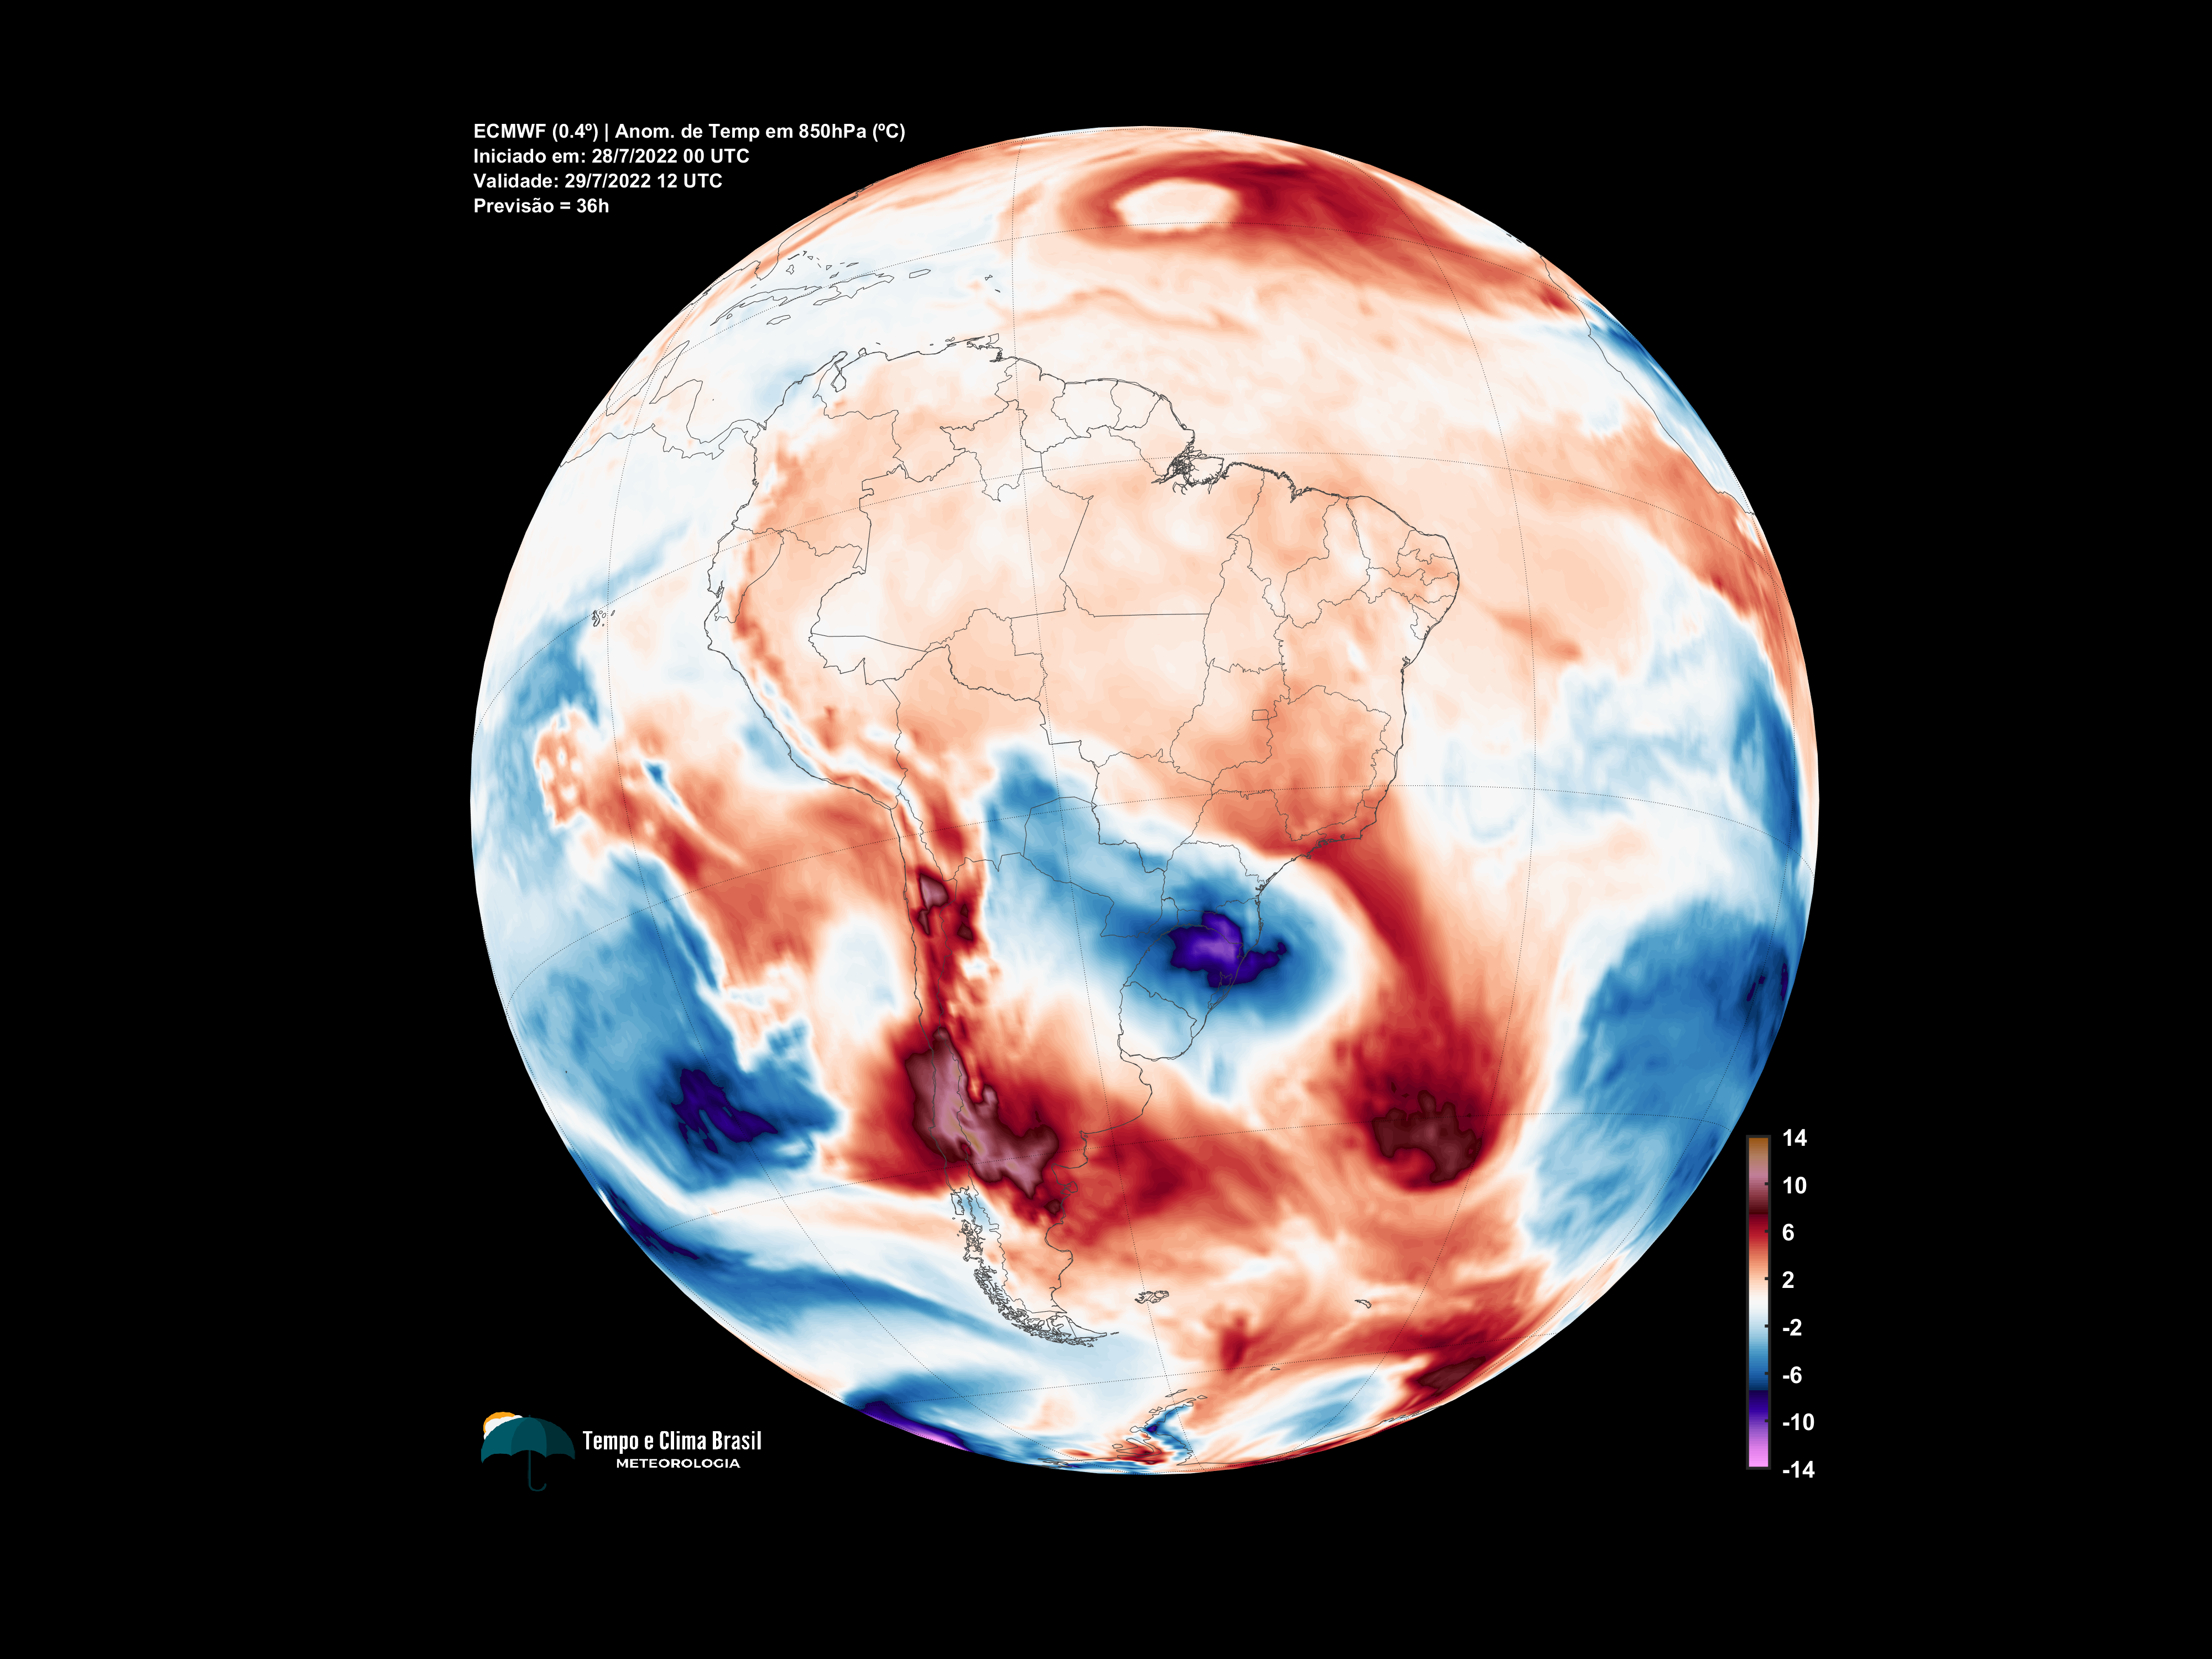 ECMWF (0.4º) | Anom. de Temp em 850hPa (ºC)
Iniciado em: 28/7/2022 00 UTC
Validade: 29/7/2022 12 UTC
Previsão = 36h
14
10
6
2
-2
-6
-10
-14
Tempo e Clima Brasil
METEOROLOGIA